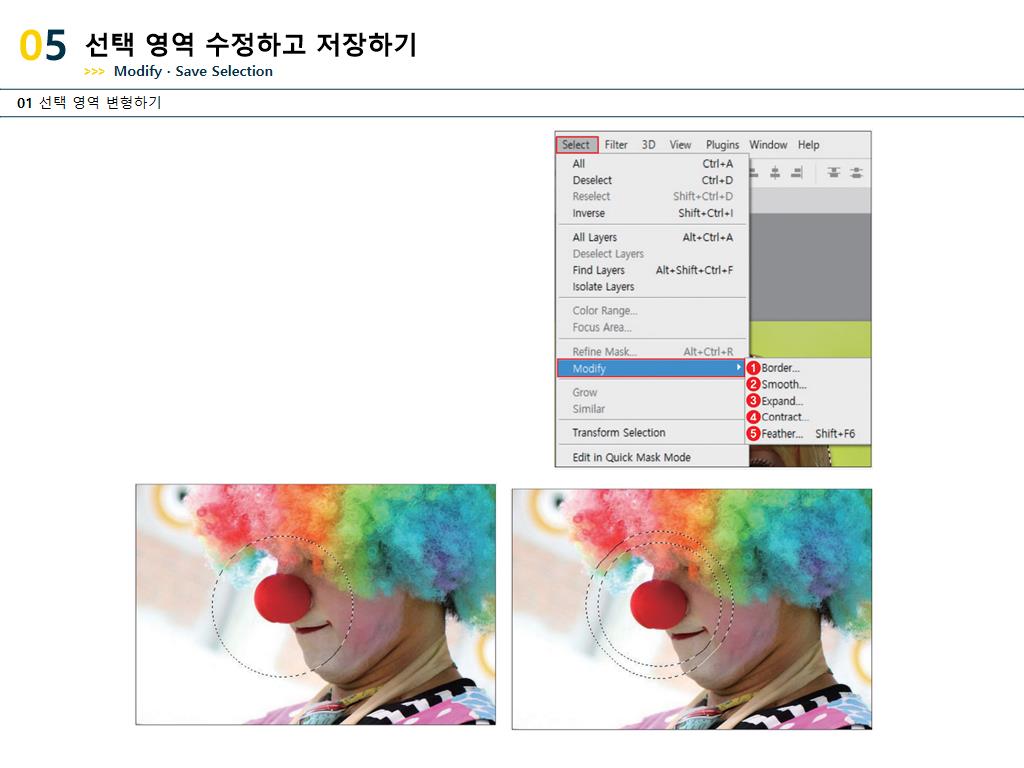 05 선택 영역 수정하고 저장하기
>>> Modify · Save Selection
01 선택 영역 변형하기
Select Filter 3D View Plugins Window Help
All Ctrl+A
Deselect Ctrl+D
Reselect Shift+Ctrl+D
Inverse Shift+Ctrl+I
All Layers Alt+Ctrl+A
Deselect Layers
Find Layers Alt+Shift+Ctrl+F
Isolate Layers
Color Range...
Focus Area...
Refine Mask... Alt+Ctrl+R
Modify
1 Border...
2 Smooth...
3 Expand...
4 Contract...
5 Feather... Shift+F6
Grow
Similar
Transform Selection
Edit in Quick Mask Mode